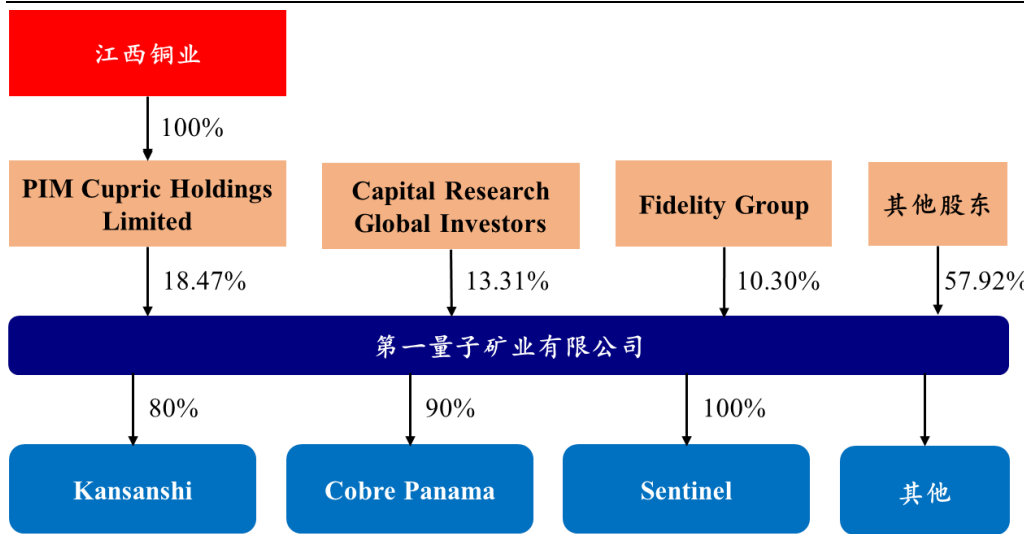 江西铜业
100%
PIM Cupric Holdings
Limited
Capital Research
Global Investors
Fidelity Group
其他股东
18.47%
13.31%
10.30%
57.92%
第一量子矿业有限公司
80%
90%
100%
Kansanshi
Cobre Panama
Sentinel
其他